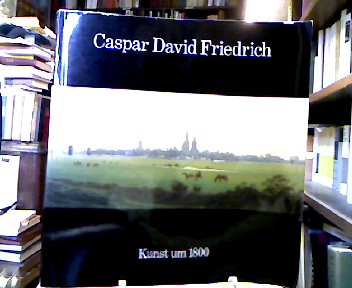 Caspar David Friedrich
Kunst um 1800